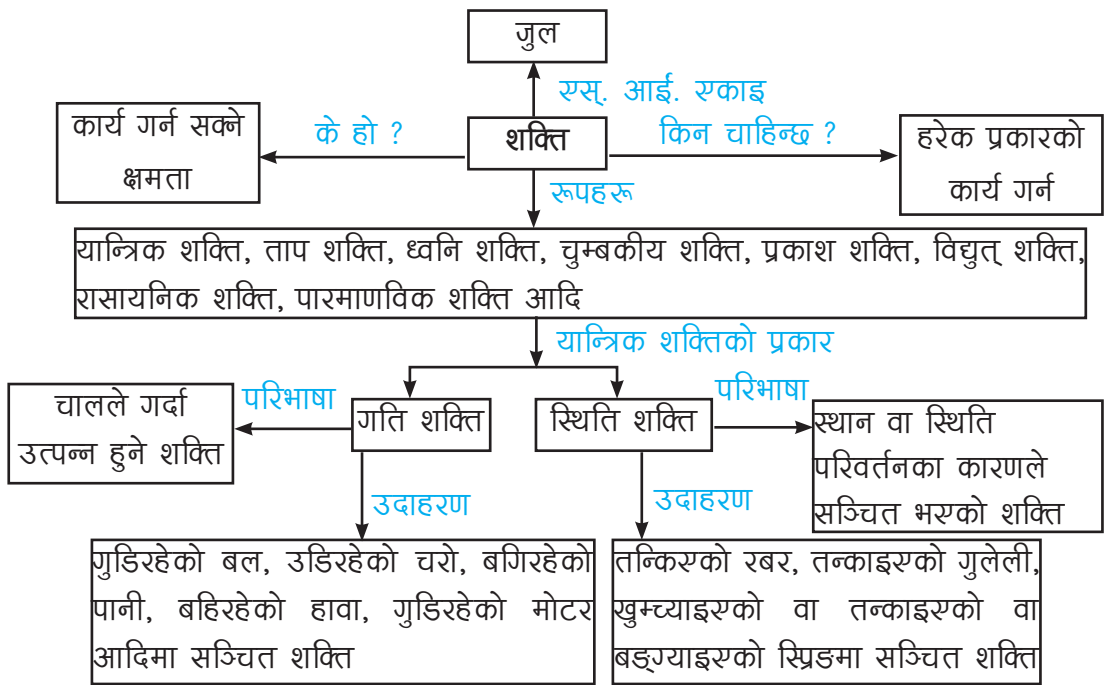 जुल
एस्. आई. एकाइ
कार्य गर्न सक्ने
क्षमता
के हो ?
शक्ति
किन चाहिन्छ ?
हरेक प्रकारको
कार्य गर्न
रूपहरू
यान्त्रिक शक्ति, ताप शक्ति, ध्वनि शक्ति, चुम्बकीय शक्ति, प्रकाश शक्ति, विद्युत् शक्ति,
रासायनिक शक्ति, पारमाणविक शक्ति आदि
यान्त्रिक शक्तिको प्रकार
चालले गर्दा
उत्पन्न हुने शक्ति
परिभाषा
गति शक्ति
स्थिति शक्ति
परिभाषा
स्थान वा स्थिति
परिवर्तनका कारणले
सञ्चित भएको शक्ति
उदाहरण
उदाहरण
गुडिरहेको बल, उडिरहेको चरो, बगिरहेको
पानी, बहिरहेको हावा, गुडिरहेको मोटर
आदिमा सञ्चित शक्ति
तन्किएको रबर, तन्काइएको गुलेली,
खुम्च्याइएको वा तन्काइएको वा
बङ्ग्याइएको स्प्रिङमा सञ्चित शक्ति